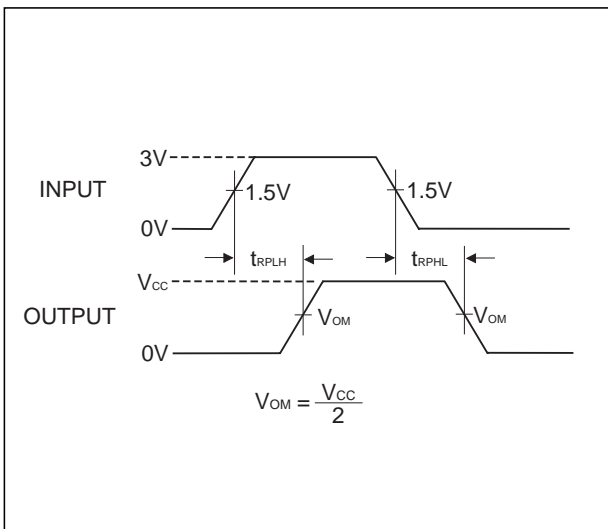 3V
INPUT
1.5V
1.5V
0V
tRPLH
tRPHL
VCC
OUTPUT
VOM
VOM
0V
VOM = VCC
2